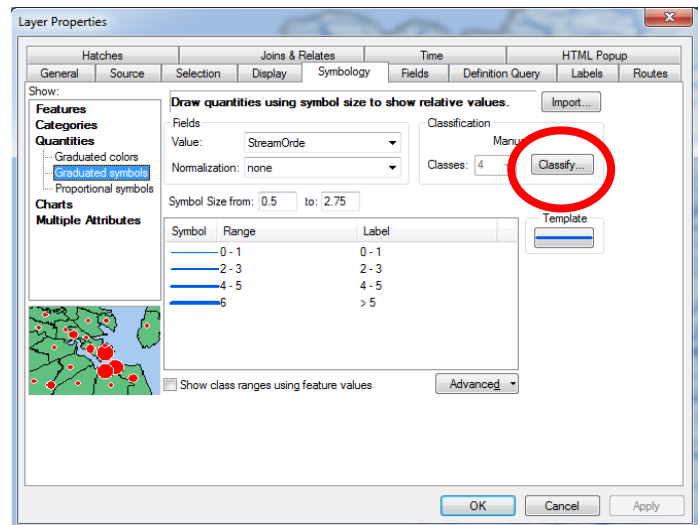 Layer Properties
Hatches Joins & Relates Time HTML Popup
General Source Selection Display Symbology Fields Definition Query Labels Routes
Show:
Features
Categories
Quantities
Graduated colors
Graduated symbols
Proportional symbols
Charts
Multiple Attributes
Draw quantities using symbol size to show relative values.
Import...
Fields
Value: StreamOrde
Normalization: none
Classification
Classes: 4
Classify...
Symbol Size from: 0.5 to: 2.75
Template
Symbol Range Label
0 - 1 0 - 1
2 - 3 2 - 3
4 - 5 4 - 5
6 > 5
Show class ranges using feature values
Advanced
OK Cancel Apply